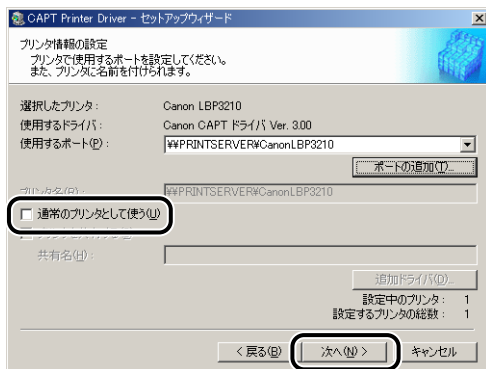 CAPT Printer Driver - セットアップウィザード
プリンタ情報の設定
プリンタで使用するポートを設定してください。
また、プリンタに名前を付けられます。
選択したプリンタ： Canon LBP3210
使用するドライバ： Canon CAPT ドライバ Ver. 3.00
使用するポート(P)： ¥¥PRINTSERVER¥CanonLBP3210
ポートの追加(T)...
プリンタ名(R)： ¥¥PRINTSERVER¥CanonLBP3210
通常のプリンタとして使う(U)
共有名(H)：
追加ドライバ(D)...
設定中のプリンタ： 1
設定するプリンタの総数： 1
< 戻る(B) 次へ(N) > キャンセル